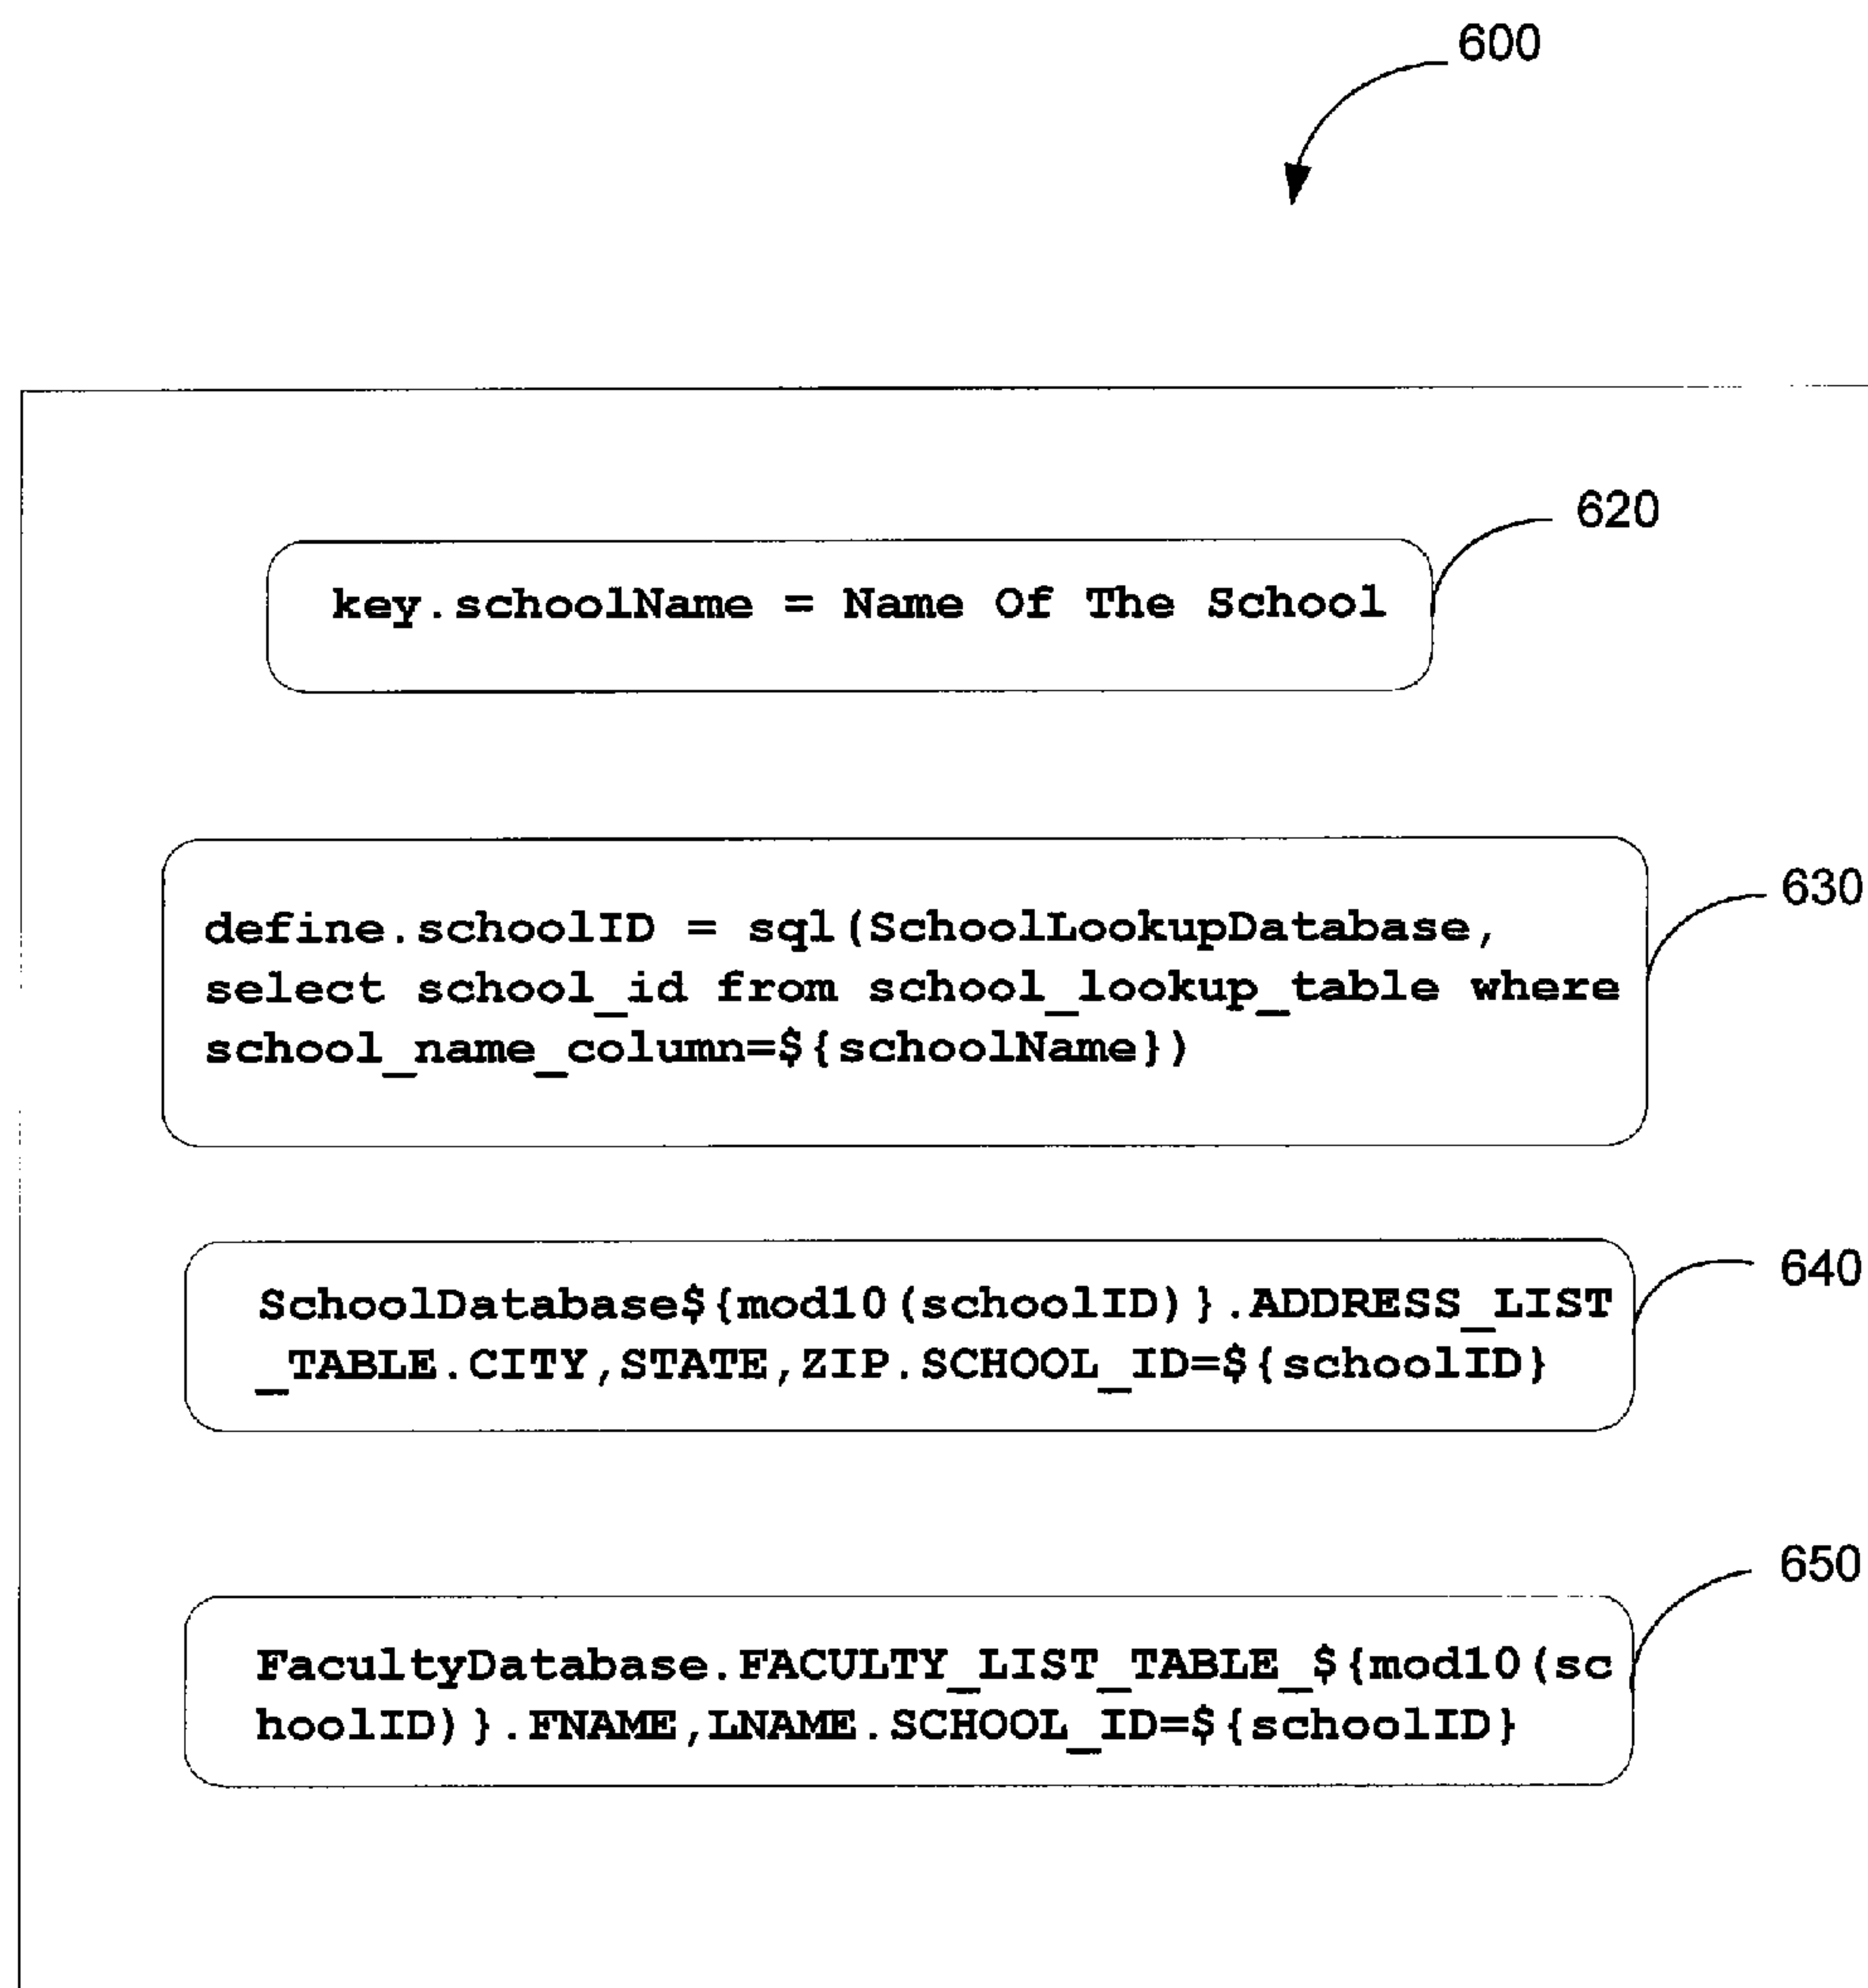 600
620
key.schoolName = Name Of The School
630
define.schoolID = sql(SchoolLookupDatabase,
select school_id from school_lookup_table where
school_name_column=${schoolName})
640
SchoolDatabase${mod10(schoolID)}.ADDRESS_LIST
_TABLE.CITY,STATE,ZIP.SCHOOL_ID=${schoolID}
650
FacultyDatabase.FACULTY_LIST_TABLE_${mod10(sc
hoolID)}.FNAME,LNAME.SCHOOL_ID=${schoolID}